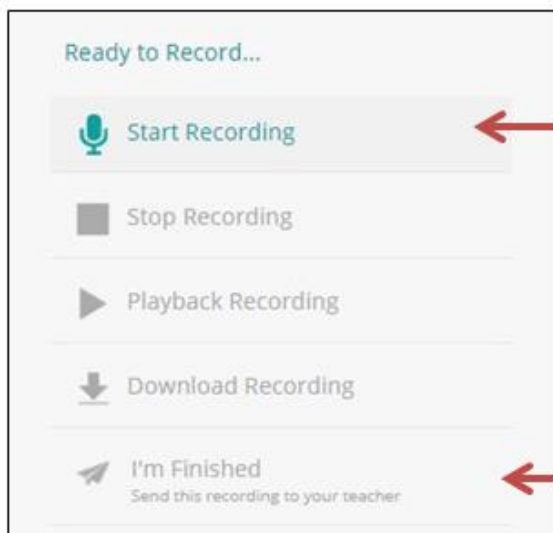 Ready to Record...
Start Recording
Stop Recording
Playback Recording
Download Recording
I'm Finished
Send this recording to your teacher